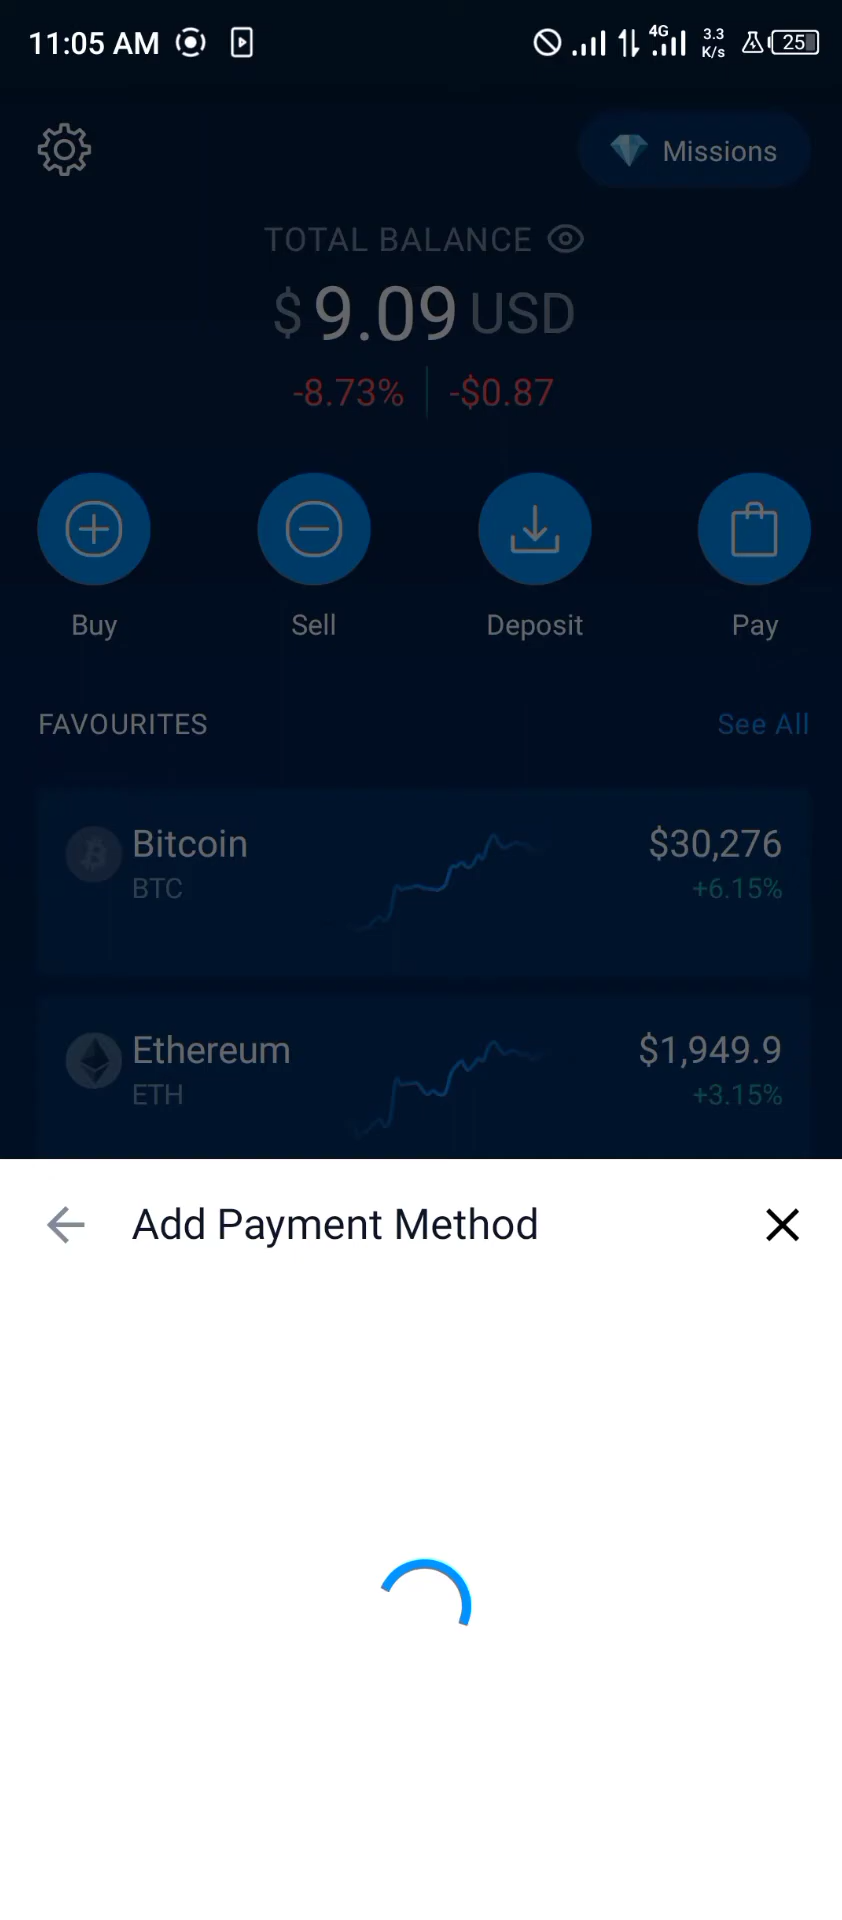 11:05 AM 4G 3.3 K/s 25
Missions
TOTAL BALANCE
$ 9.09 USD
-8.73% -$0.87
Buy Sell Deposit Pay
FAVOURITES See All
Bitcoin $30,276
BTC +6.15%
Ethereum $1,949.9
ETH +3.15%
Add Payment Method